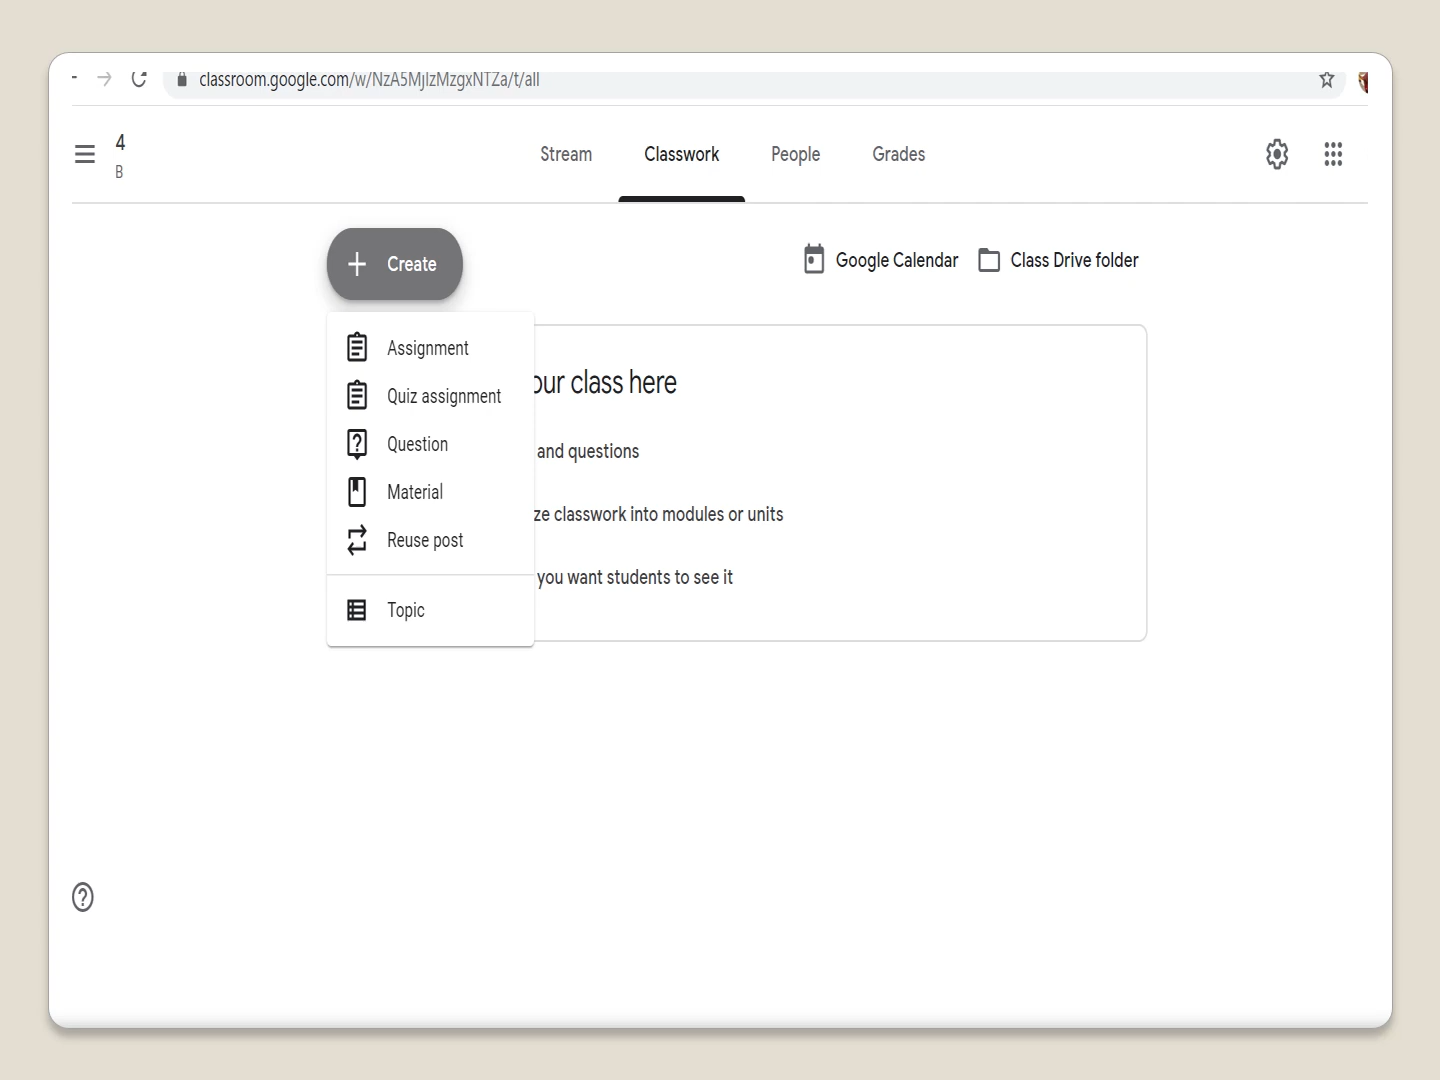 classroom.google.com/w/NzA5MjIzMzgxNTZa/t/all
4
B
Stream
Classwork
People
Grades
Create
Google Calendar
Class Drive folder
Assignment
Quiz assignment
Question
Material
Reuse post
Topic
our class here
and questions
ze classwork into modules or units
you want students to see it